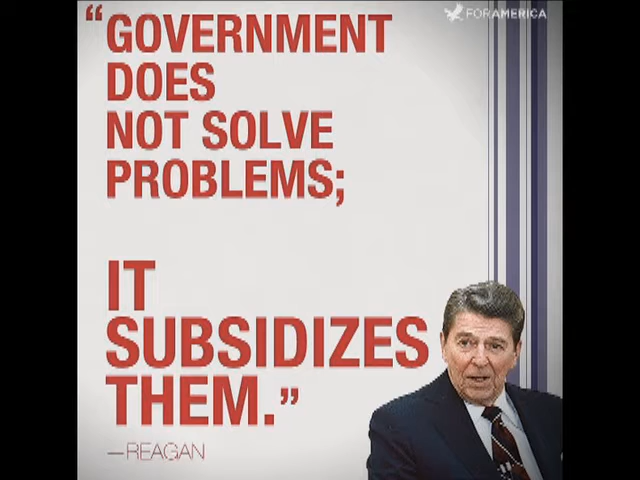 FORAMERICA
“GOVERNMENT
DOES
NOT SOLVE
PROBLEMS;
IT
SUBSIDIZES
THEM.”
—REAGAN